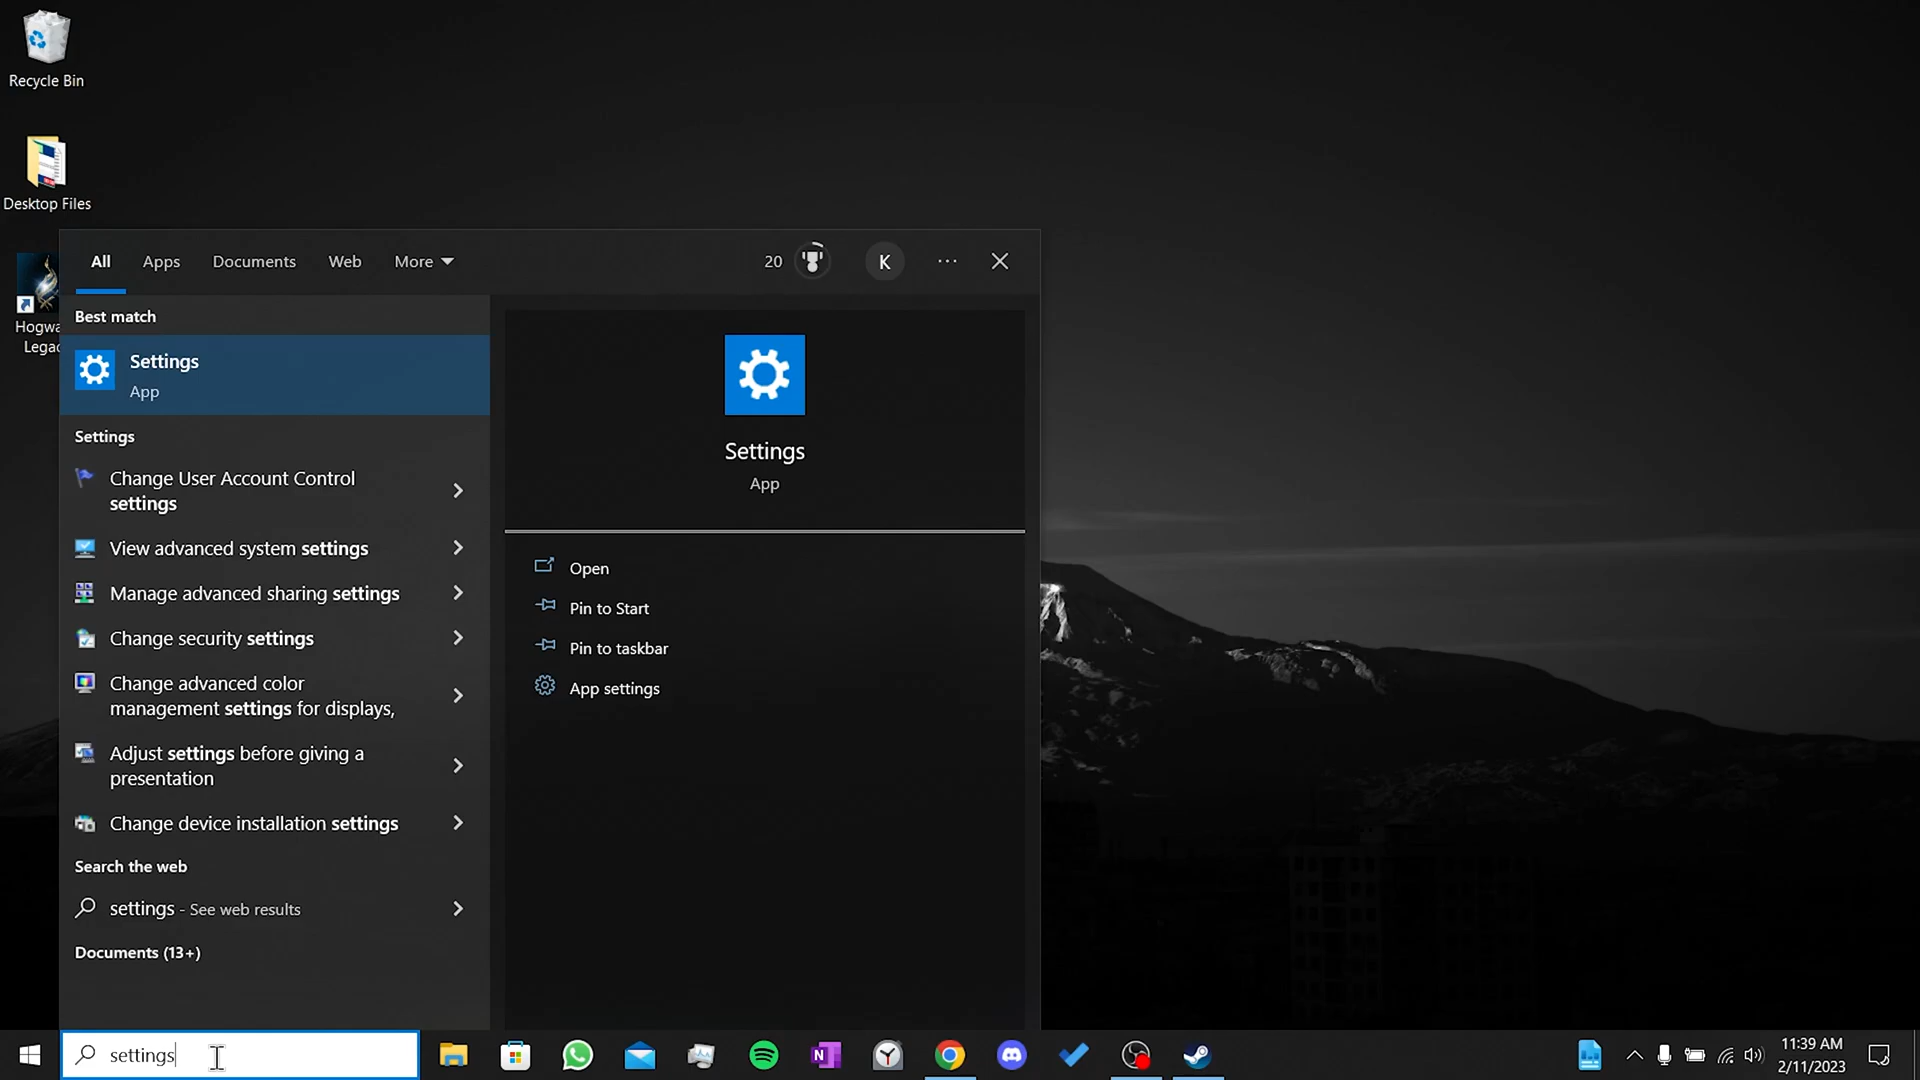 Recycle Bin
Desktop Files
Hogwa
Legac
All
Apps
Documents
Web
More
20
K
Best match
Settings
App
Settings
Change User Account Control
settings
View advanced system settings
Manage advanced sharing settings
Change security settings
Change advanced color
management settings for displays,
Adjust settings before giving a
presentation
Change device installation settings
Search the web
settings - See web results
Documents (13+)
Settings
App
Open
Pin to Start
Pin to taskbar
App settings
settings
11:39 AM
2/11/2023